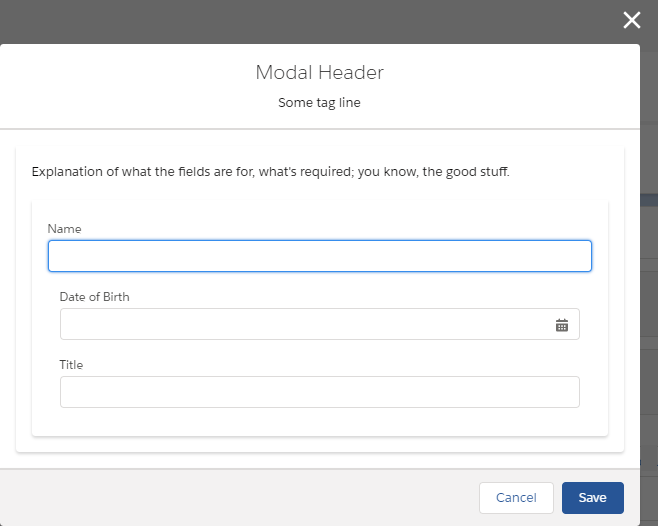 Modal Header
Some tag line
Explanation of what the fields are for, what's required; you know, the good stuff.
Name
Date of Birth
Title
Cancel
Save